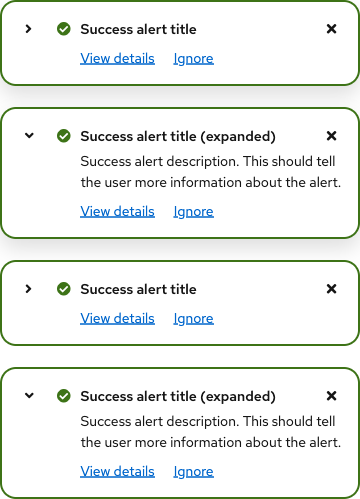 Success alert title
View details Ignore
Success alert title (expanded)
Success alert description. This should tell
the user more information about the alert.
View details Ignore
Success alert title
View details Ignore
Success alert title (expanded)
Success alert description. This should tell
the user more information about the alert.
View details Ignore